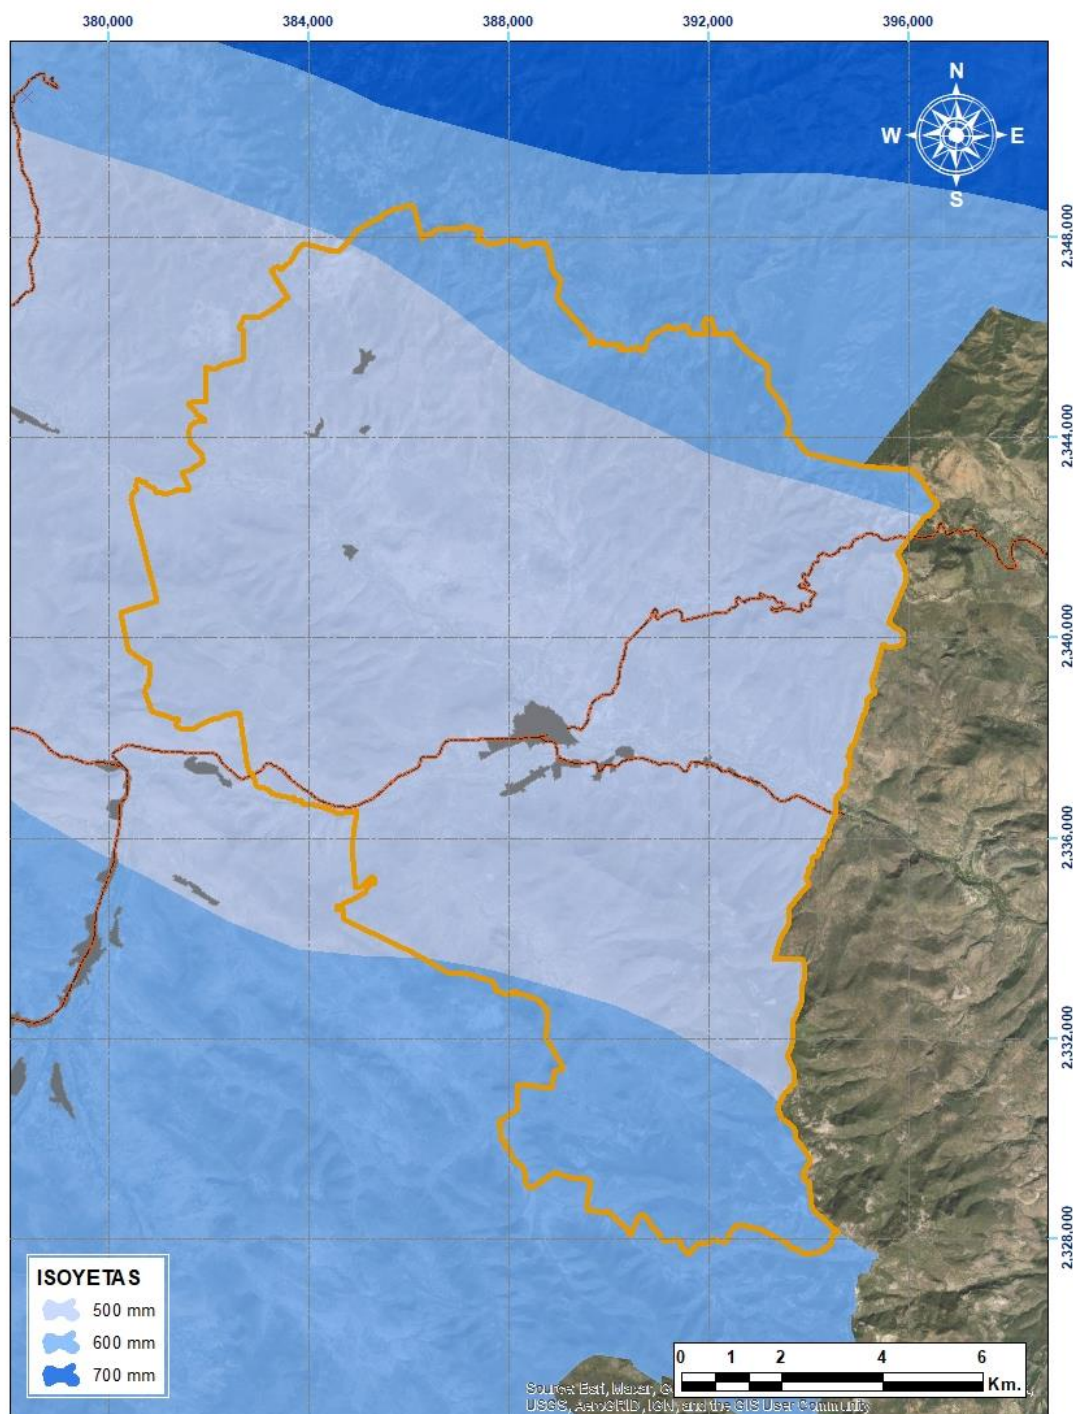 380,000 384,000 388,000 392,000 396,000
N
W E
S
2,348,000
2,344,000
2,340,000
2,336,000
2,332,000
2,328,000
ISOYETAS
500 mm
600 mm
700 mm
0 1 2 4 6
Km.
Source: Esri, Maxar,
USGS, AeroGRID, IGN, and the GIS User Community